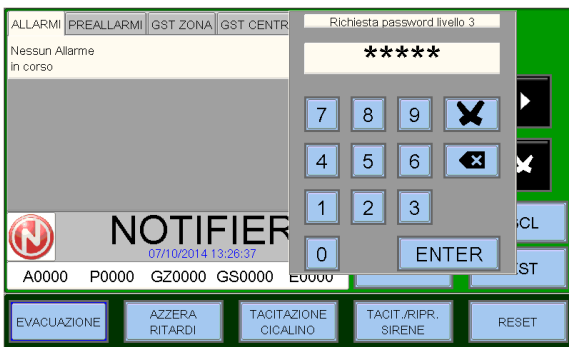 ALLARMI PREALLARMI GST ZONA GST CENTR
Richiesta password livello 3
Nessun Allarme
in corso
*****
7 8 9
4 5 6
1 2 3
0 ENTER
N NOTIFIER
07/10/2014 13:26:37
CL
ST
A0000 P0000 GZ0000 GS0000 E0000
EVACUAZIONE
AZZERA
RITARDI
TACITAZIONE
CICALINO
TACIT./RIPR.
SIRENE
RESET